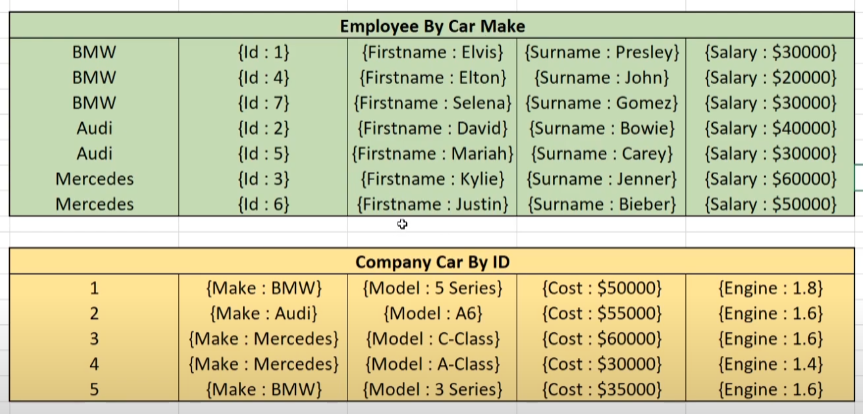 Employee By Car Make
BMW {Id : 1} {Firstname : Elvis} {Surname : Presley} {Salary : $30000}
BMW {Id : 4} {Firstname : Elton} {Surname : John} {Salary : $20000}
BMW {Id : 7} {Firstname : Selena} {Surname : Gomez} {Salary : $30000}
Audi {Id : 2} {Firstname : David} {Surname : Bowie} {Salary : $40000}
Audi {Id : 5} {Firstname : Mariah} {Surname : Carey} {Salary : $30000}
Mercedes {Id : 3} {Firstname : Kylie} {Surname : Jenner} {Salary : $60000}
Mercedes {Id : 6} {Firstname : Justin} {Surname : Bieber} {Salary : $50000}
Company Car By ID
1 {Make : BMW} {Model : 5 Series} {Cost : $50000} {Engine : 1.8}
2 {Make : Audi} {Model : A6} {Cost : $55000} {Engine : 1.6}
3 {Make : Mercedes} {Model : C-Class} {Cost : $60000} {Engine : 1.6}
4 {Make : Mercedes} {Model : A-Class} {Cost : $30000} {Engine : 1.4}
5 {Make : BMW} {Model : 3 Series} {Cost : $35000} {Engine : 1.6}